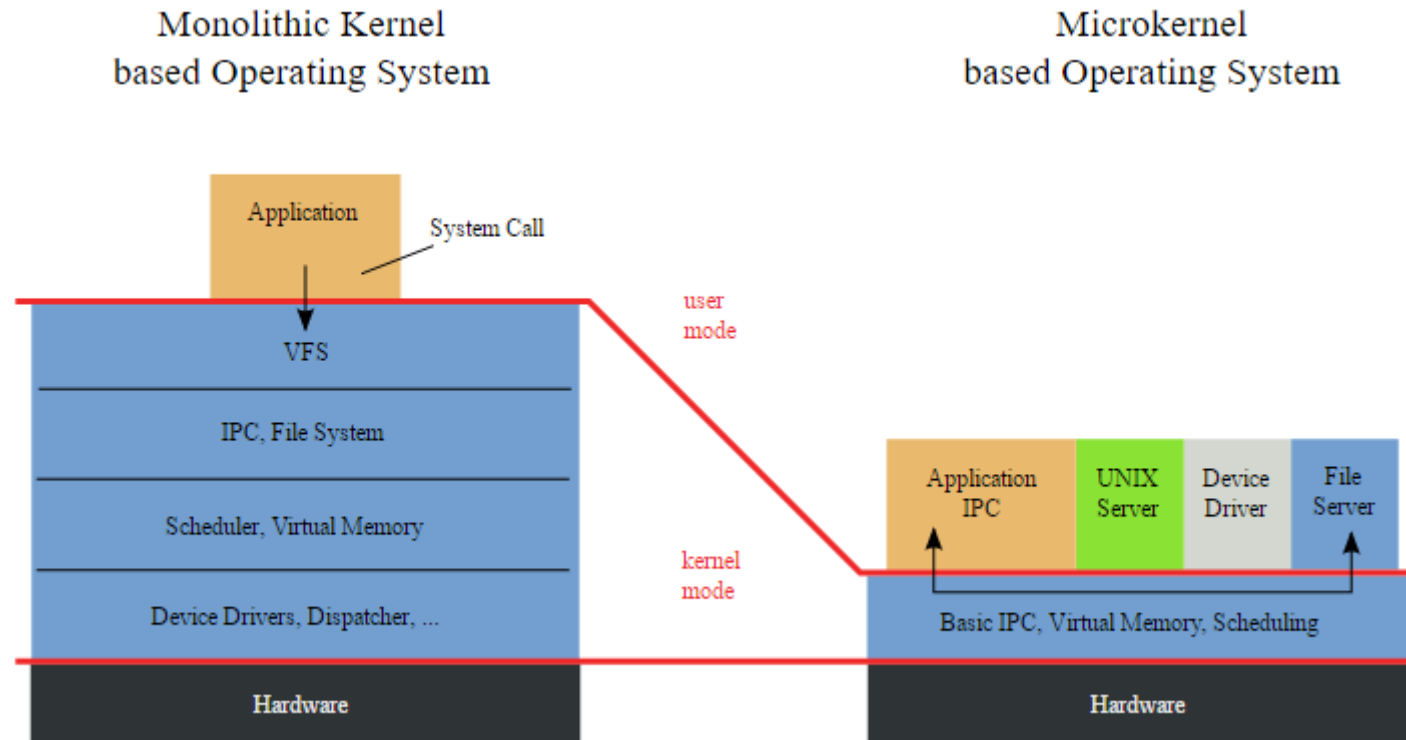 Monolithic Kernel
based Operating System
Microkernel
based Operating System
Application
System Call
user
mode
VFS
IPC, File System
Scheduler, Virtual Memory
kernel
mode
Device Drivers, Dispatcher, ...
Hardware
Application
IPC
UNIX
Server
Device
Driver
File
Server
Basic IPC, Virtual Memory, Scheduling
Hardware